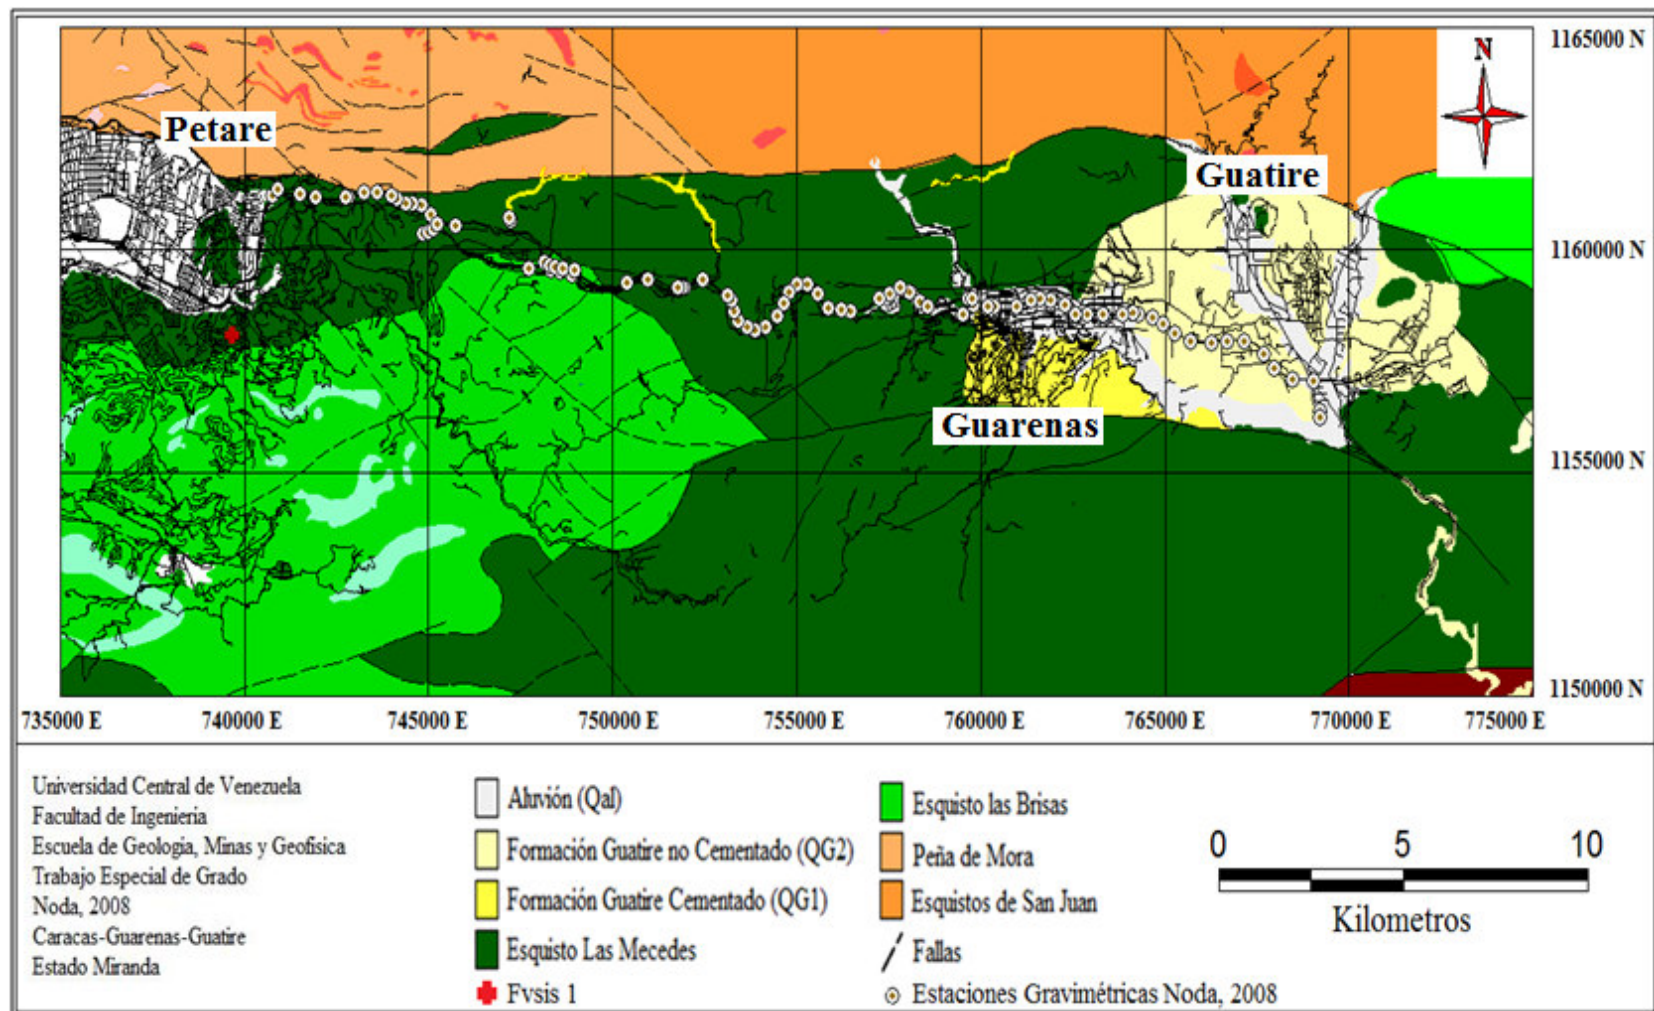 N
1165000 N
Petare
Guatire
1160000 N
Guarenas
1155000 N
1150000 N
735000 E
740000 E
745000 E
750000 E
755000 E
760000 E
765000 E
770000 E
775000 E
Universidad Central de Venezuela
Facultad de Ingenieria
Escuela de Geologia, Minas y Geofisica
Trabajo Especial de Grado
Noda, 2008
Caracas-Guarenas-Guatire
Estado Miranda
Aluvión (Qal)
Formación Guatire no Cementado (QG2)
Formación Guatire Cementado (QG1)
Esquisto Las Mecedes
Fvsis 1
Esquisto las Brisas
Peña de Mora
Esquistos de San Juan
Fallas
Estaciones Gravimétricas Noda, 2008
0 5 10
Kilometros